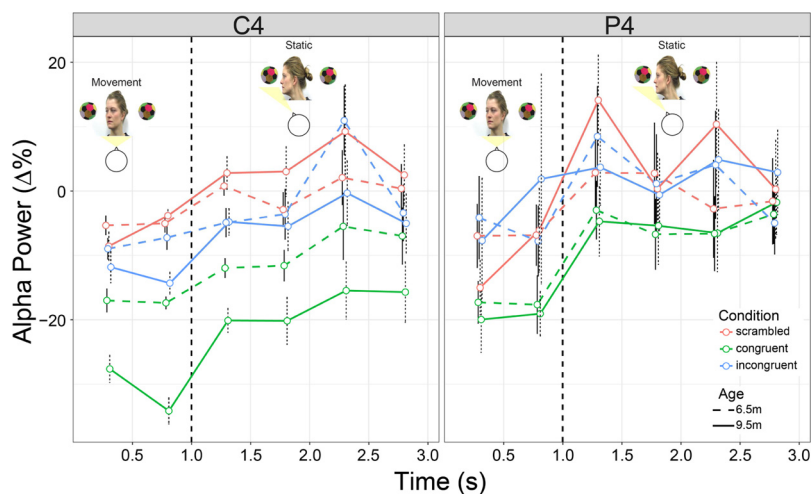 C4
P4
Alpha Power (Δ%)
20
0
−20
Movement
Static
Movement
Static
Condition
scrambled
congruent
incongruent
Age
6.5m
9.5m
0.5
1.0
1.5
2.0
2.5
3.0
0.5
1.0
1.5
2.0
2.5
3.0
Time (s)